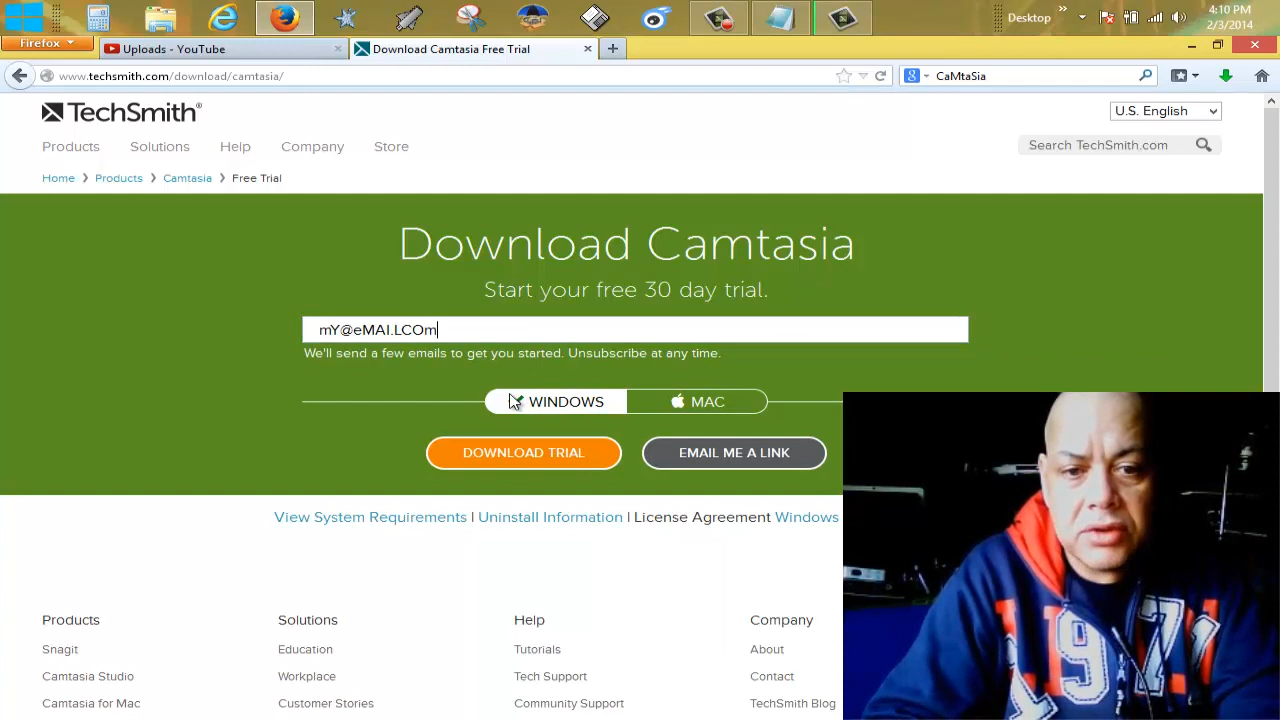 Desktop
4:10 PM
2/3/2014
Firefox
Uploads - YouTube
Download Camtasia Free Trial
www.techsmith.com/download/camtasia/
CaMtaSia
TechSmith®
U.S. English
Products
Solutions
Help
Company
Store
Search TechSmith.com
Home
Products
Camtasia
Free Trial
Download Camtasia
Start your free 30 day trial.
mY@eMAI.LCOm
We'll send a few emails to get you started. Unsubscribe at any time.
WINDOWS
MAC
DOWNLOAD TRIAL
EMAIL ME A LINK
View System Requirements | Uninstall Information | License Agreement Windows
Products
Solutions
Help
Company
Snagit
Education
Tutorials
About
Camtasia Studio
Workplace
Tech Support
Contact
Camtasia for Mac
Customer Stories
Community Support
TechSmith Blog
1971